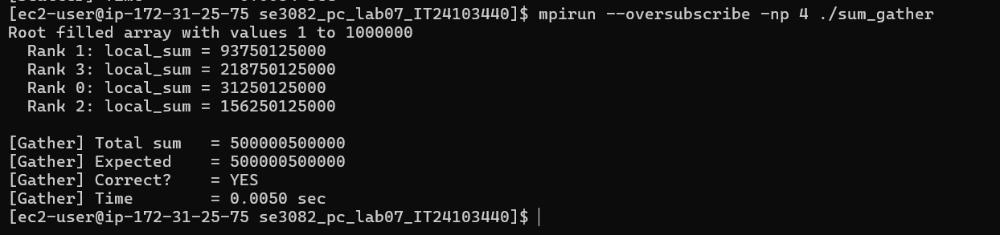 [ec2-user@ip-172-31-25-75 se3082_pc_lab07_IT24103440]$ mpirun --oversubscribe -np 4 ./sum_gather
Root filled array with values 1 to 1000000
  Rank 1: local_sum = 93750125000
  Rank 3: local_sum = 218750125000
  Rank 0: local_sum = 31250125000
  Rank 2: local_sum = 156250125000

[Gather] Total sum   = 500000500000
[Gather] Expected    = 500000500000
[Gather] Correct?    = YES
[Gather] Time        = 0.0050 sec
[ec2-user@ip-172-31-25-75 se3082_pc_lab07_IT24103440]$